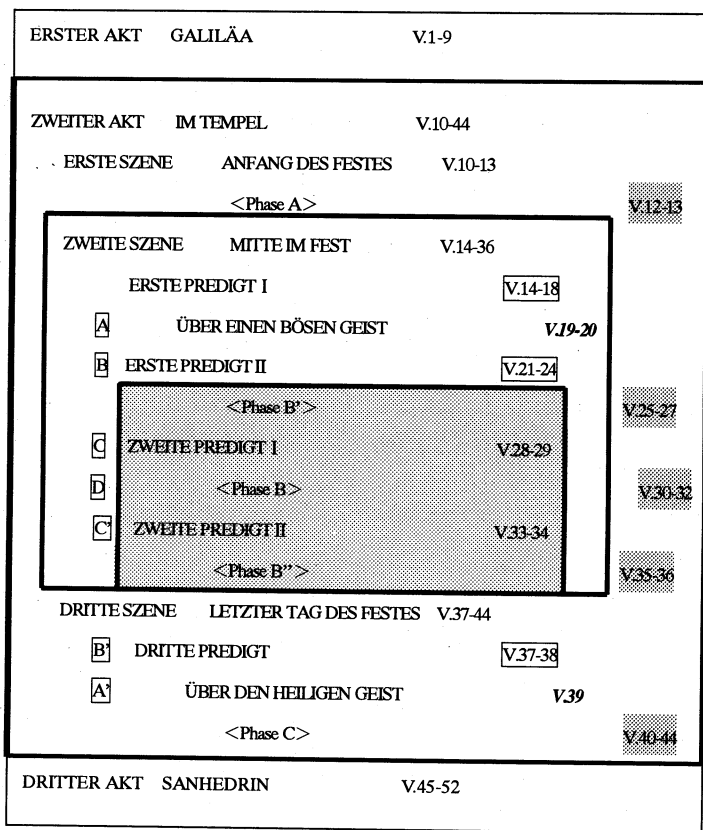 ERSTER AKT GALILÄA V.1-9
ZWEITER AKT IM TEMPEL V.10-44
ERSTE SZENE ANFANG DES FESTES V.10-13
<Phase A> V.12-13
ZWEITE SZENE MITTE IM FEST V.14-36
ERSTE PREDIGT I V.14-18
A ÜBER EINEN BÖSEN GEIST V.19-20
B ERSTE PREDIGT II V.21-24
<Phase B'> V.25-27
C ZWEITE PREDIGT I V.28-29
D <Phase B> V.30-32
C' ZWEITE PREDIGT II V.33-34
<Phase B''> V.35-36
DRITTE SZENE LETZTER TAG DES FESTES V.37-44
B' DRITTE PREDIGT V.37-38
A' ÜBER DEN HEILIGEN GEIST V.39
<Phase C> V.40-44
DRITTER AKT SANHEDRIN V.45-52